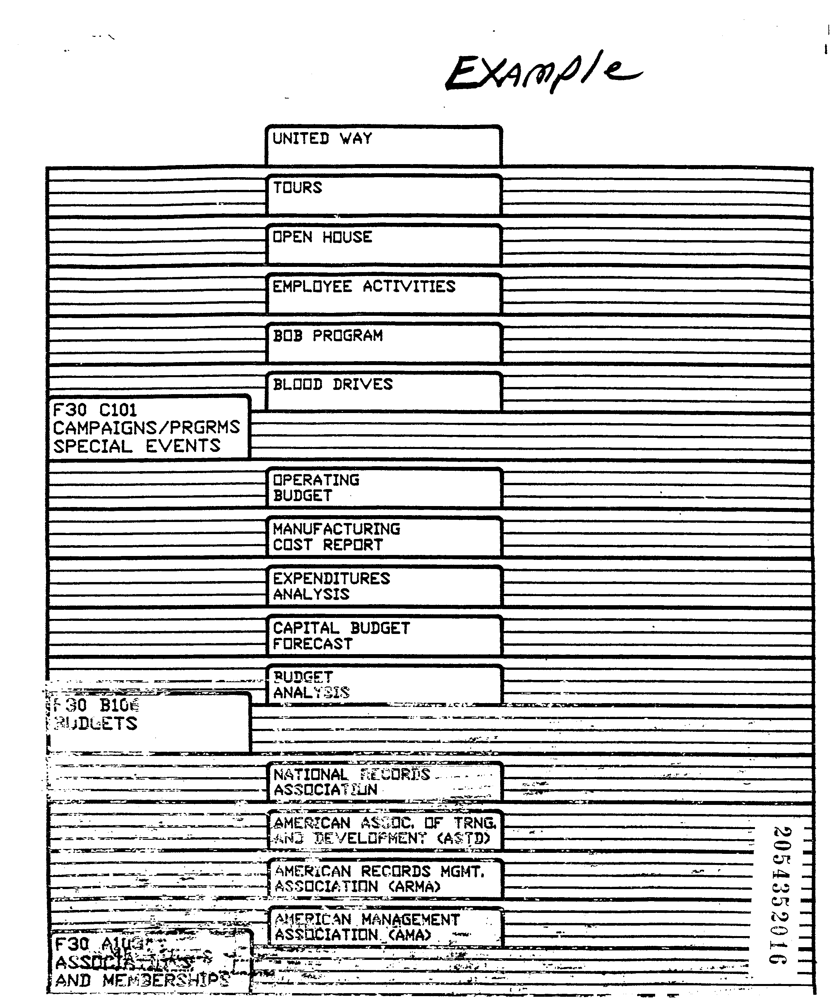 Example
UNITED WAY
TOURS
OPEN HOUSE
EMPLOYEE ACTIVITIES
BOB PROGRAM
BLOOD DRIVES
F30 C101
CAMPAIGNS/PRGRMS
SPECIAL EVENTS
OPERATING
BUDGET
MANUFACTURING
COST REPORT
EXPENDITURES
ANALYSIS
CAPITAL BUDGET
FORECAST
BUDGET
ANALYSIS
F30 B106
BUDGETS
NATIONAL RECORDS
ASSOCIATION
AMERICAN ASSOC. OF TRNG.
AND DEVELOPMENT (ASTD)
AMERICAN RECORDS MGMT.
ASSOCIATION (ARMA)
AMERICAN MANAGEMENT
ASSOCIATION (AMA)
F30
ASSOCIATIONS
AND MEMBERSHIPS
2054352016